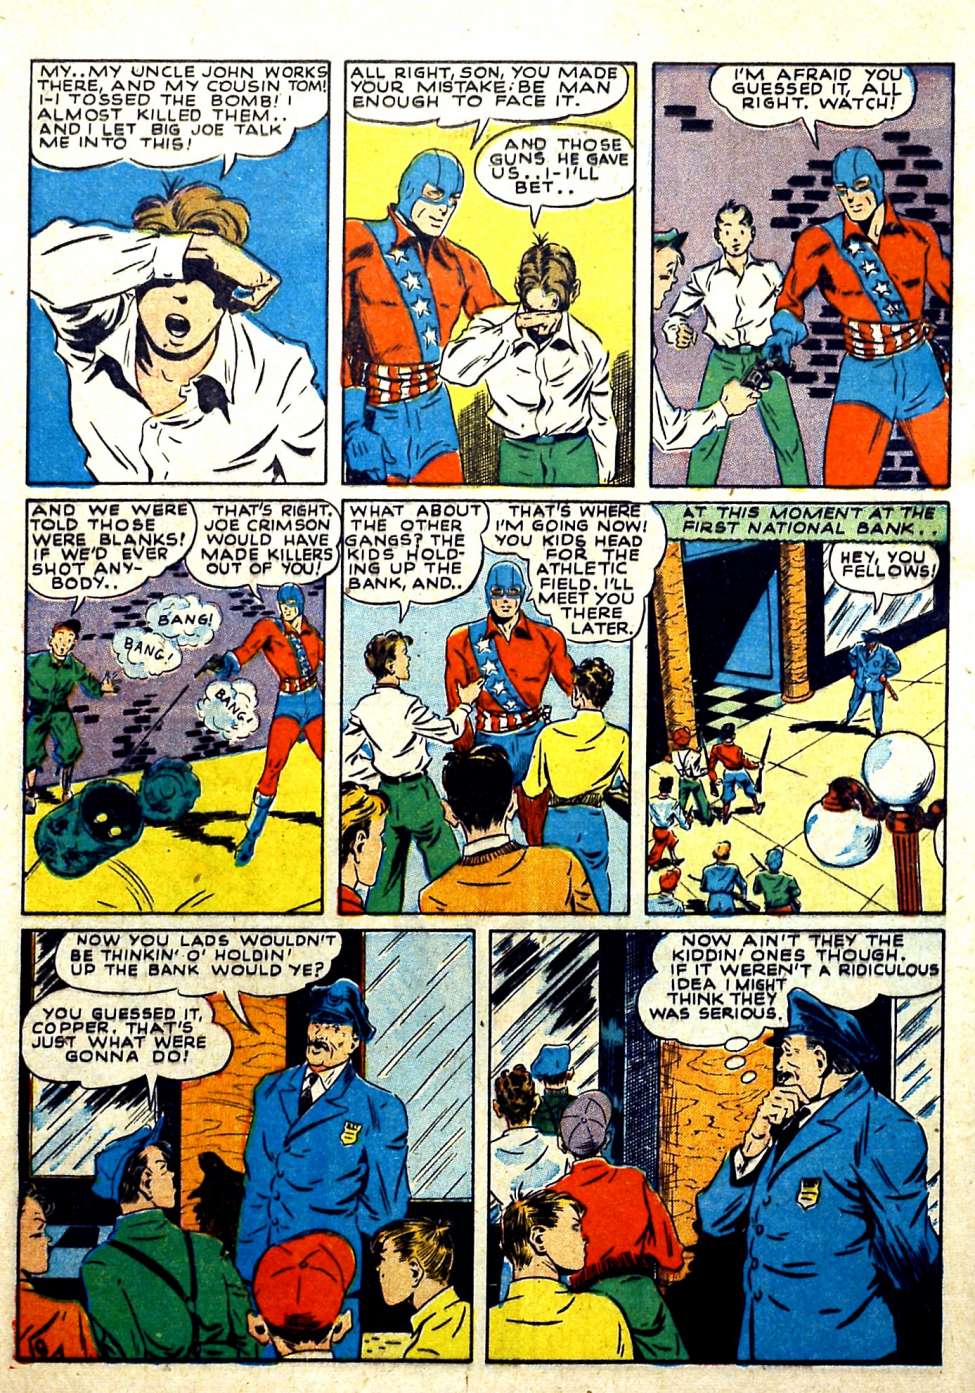 MY..MY UNCLE JOHN WORKS
THERE, AND MY COUSIN TOM!
I-I TOSSED THE BOMB! I
ALMOST KILLED THEM..
AND I LET BIG JOE TALK
ME INTO THIS!
ALL RIGHT, SON, YOU MADE
YOUR MISTAKE: BE MAN
ENOUGH TO FACE IT.
AND THOSE
GUNS HE GAVE
US..I-I'LL
BET..
I'M AFRAID YOU
GUESSED IT, ALL
RIGHT. WATCH!
AND WE WERE
TOLD THOSE
WERE BLANKS!
IF WE'D EVER
SHOT ANY-
BODY..
THAT'S RIGHT.
JOE CRIMSON
WOULD HAVE
MADE KILLERS
OUT OF YOU!
BANG!
BANG!
BANG!
WHAT ABOUT
THE OTHER
GANGS? THE
KIDS HOLD-
ING UP THE
BANK, AND..
THAT'S WHERE
I'M GOING NOW!
YOU KIDS HEAD
FOR THE
ATHLETIC
FIELD. I'LL
MEET YOU
THERE
LATER.
AT THIS MOMENT AT THE
FIRST NATIONAL BANK...
HEY, YOU
FELLOWS!
NOW YOU LADS WOULDN'T
BE THINKIN' O' HOLDIN'
UP THE BANK WOULD YE?
YOU GUESSED IT,
COPPER. THAT'S
JUST WHAT WERE
GONNA DO!
NOW AIN'T THEY THE
KIDDIN' ONES THOUGH.
IF IT WEREN'T A RIDICULOUS
IDEA I MIGHT
THINK THEY
WAS SERIOUS.